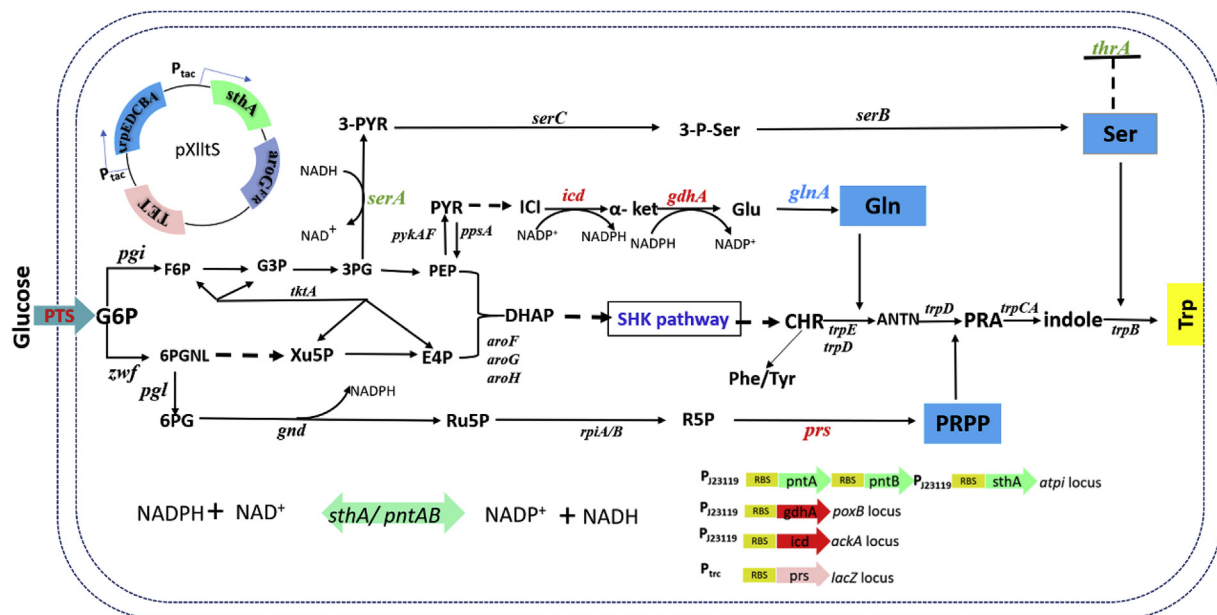 thrA
P tac
sthA
trpEDCBA
pXIItS
P tac
aroG FR
TET
3-PYR
serC
3-P-Ser
serB
Ser
NADH
serA
NAD+
PYR
ICI
icd
α- ket
gdhA
Glu
glnA
Gln
NADP+
NADPH
NADPH
NADP+
pykAF
ppsA
pgi
F6P
G3P
3PG
PEP
tktA
Glucose
PTS
G6P
DHAP
SHK pathway
CHR
trpE
trpD
ANTN
trpD
PRA
trpCA
indole
trpB
Trp
aroF
aroG
aroH
zwf
6PGNL
Xu5P
E4P
Phe/Tyr
pgl
NADPH
6PG
gnd
Ru5P
rpiA/B
R5P
prs
PRPP
NADPH + NAD+
sthA/ pntAB
NADP+ + NADH
PJ23119 RBS pntA RBS pntB PJ23119 RBS sthA atpi locus
PJ23119 RBS gdhA poxB locus
PJ23119 RBS icd ackA locus
Ptrc RBS prs lacZ locus